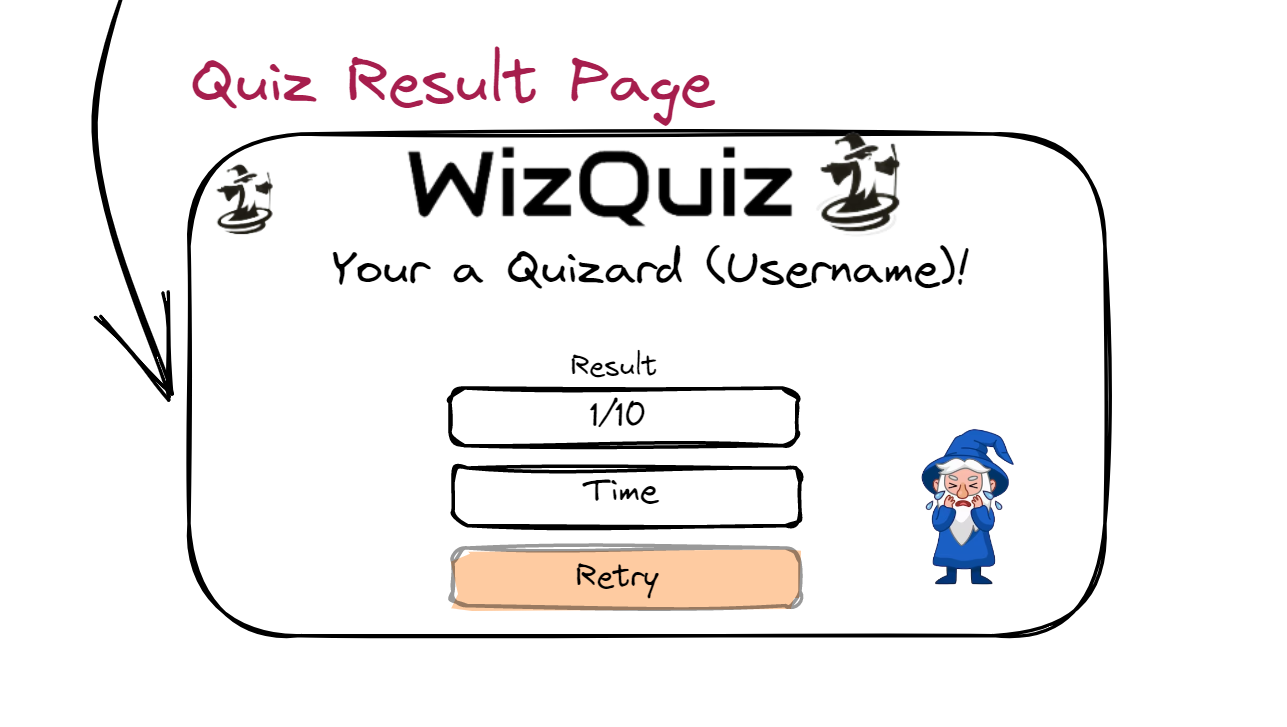 Quiz Result Page
WizQuiz
Your a Quizard (Username)!
Result
1/10
Time
Retry